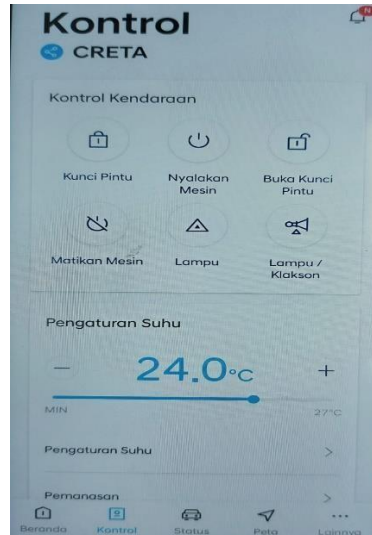 Kontrol
N
CRETA
Kontrol Kendaraan
Kunci Pintu
Nyalakan
Mesin
Buka Kunci
Pintu
Matikan Mesin
Lampu
Lampu /
Klakson
Pengaturan Suhu
— 24.0°C +
MIN
27°C
Pengaturan Suhu >
Pemanasan >
Beranda Kontrol Status Peta Lainnya